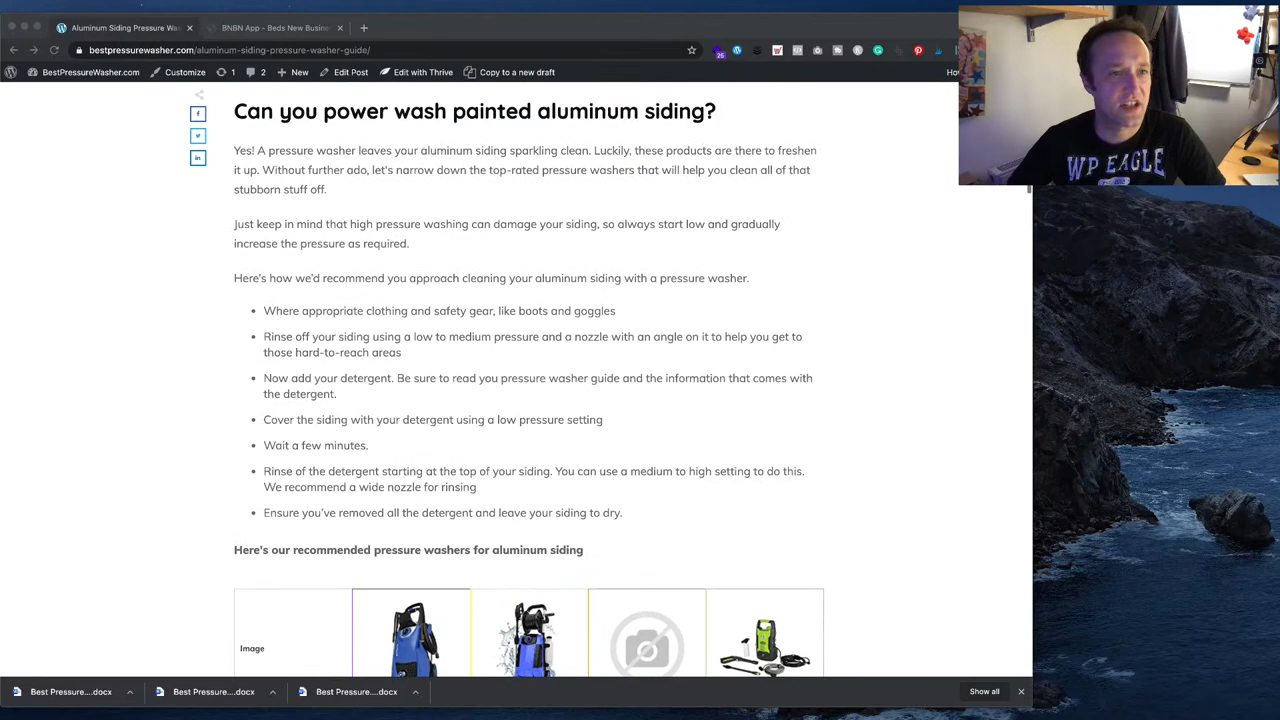 Aluminum Siding Pressure Was
BNBN App - Beds New Busin
bestpressurewasher.com/aluminum-siding-pressure-washer-guide/
25
BestPressureWasher.com Customize 1 2 New Edit Post Edit with Thrive Copy to a new draft
WP EAGLE
Can you power wash painted aluminum siding?
Yes! A pressure washer leaves your aluminum siding sparkling clean. Luckily, these products are there to freshen
it up. Without further ado, let's narrow down the top-rated pressure washers that will help you clean all of that
stubborn stuff off.
Just keep in mind that high pressure washing can damage your siding, so always start low and gradually
increase the pressure as required.
Here's how we'd recommend you approach cleaning your aluminum siding with a pressure washer.
Where appropriate clothing and safety gear, like boots and goggles
Rinse off your siding using a low to medium pressure and a nozzle with an angle on it to help you get to
those hard-to-reach areas
Now add your detergent. Be sure to read you pressure washer guide and the information that comes with
the detergent.
Cover the siding with your detergent using a low pressure setting
Wait a few minutes.
Rinse of the detergent starting at the top of your siding. You can use a medium to high setting to do this.
We recommend a wide nozzle for rinsing
Ensure you've removed all the detergent and leave your siding to dry.
Here's our recommended pressure washers for aluminum siding
Image
Best Pressure....docx Best Pressure....docx Best Pressure....docx Show all